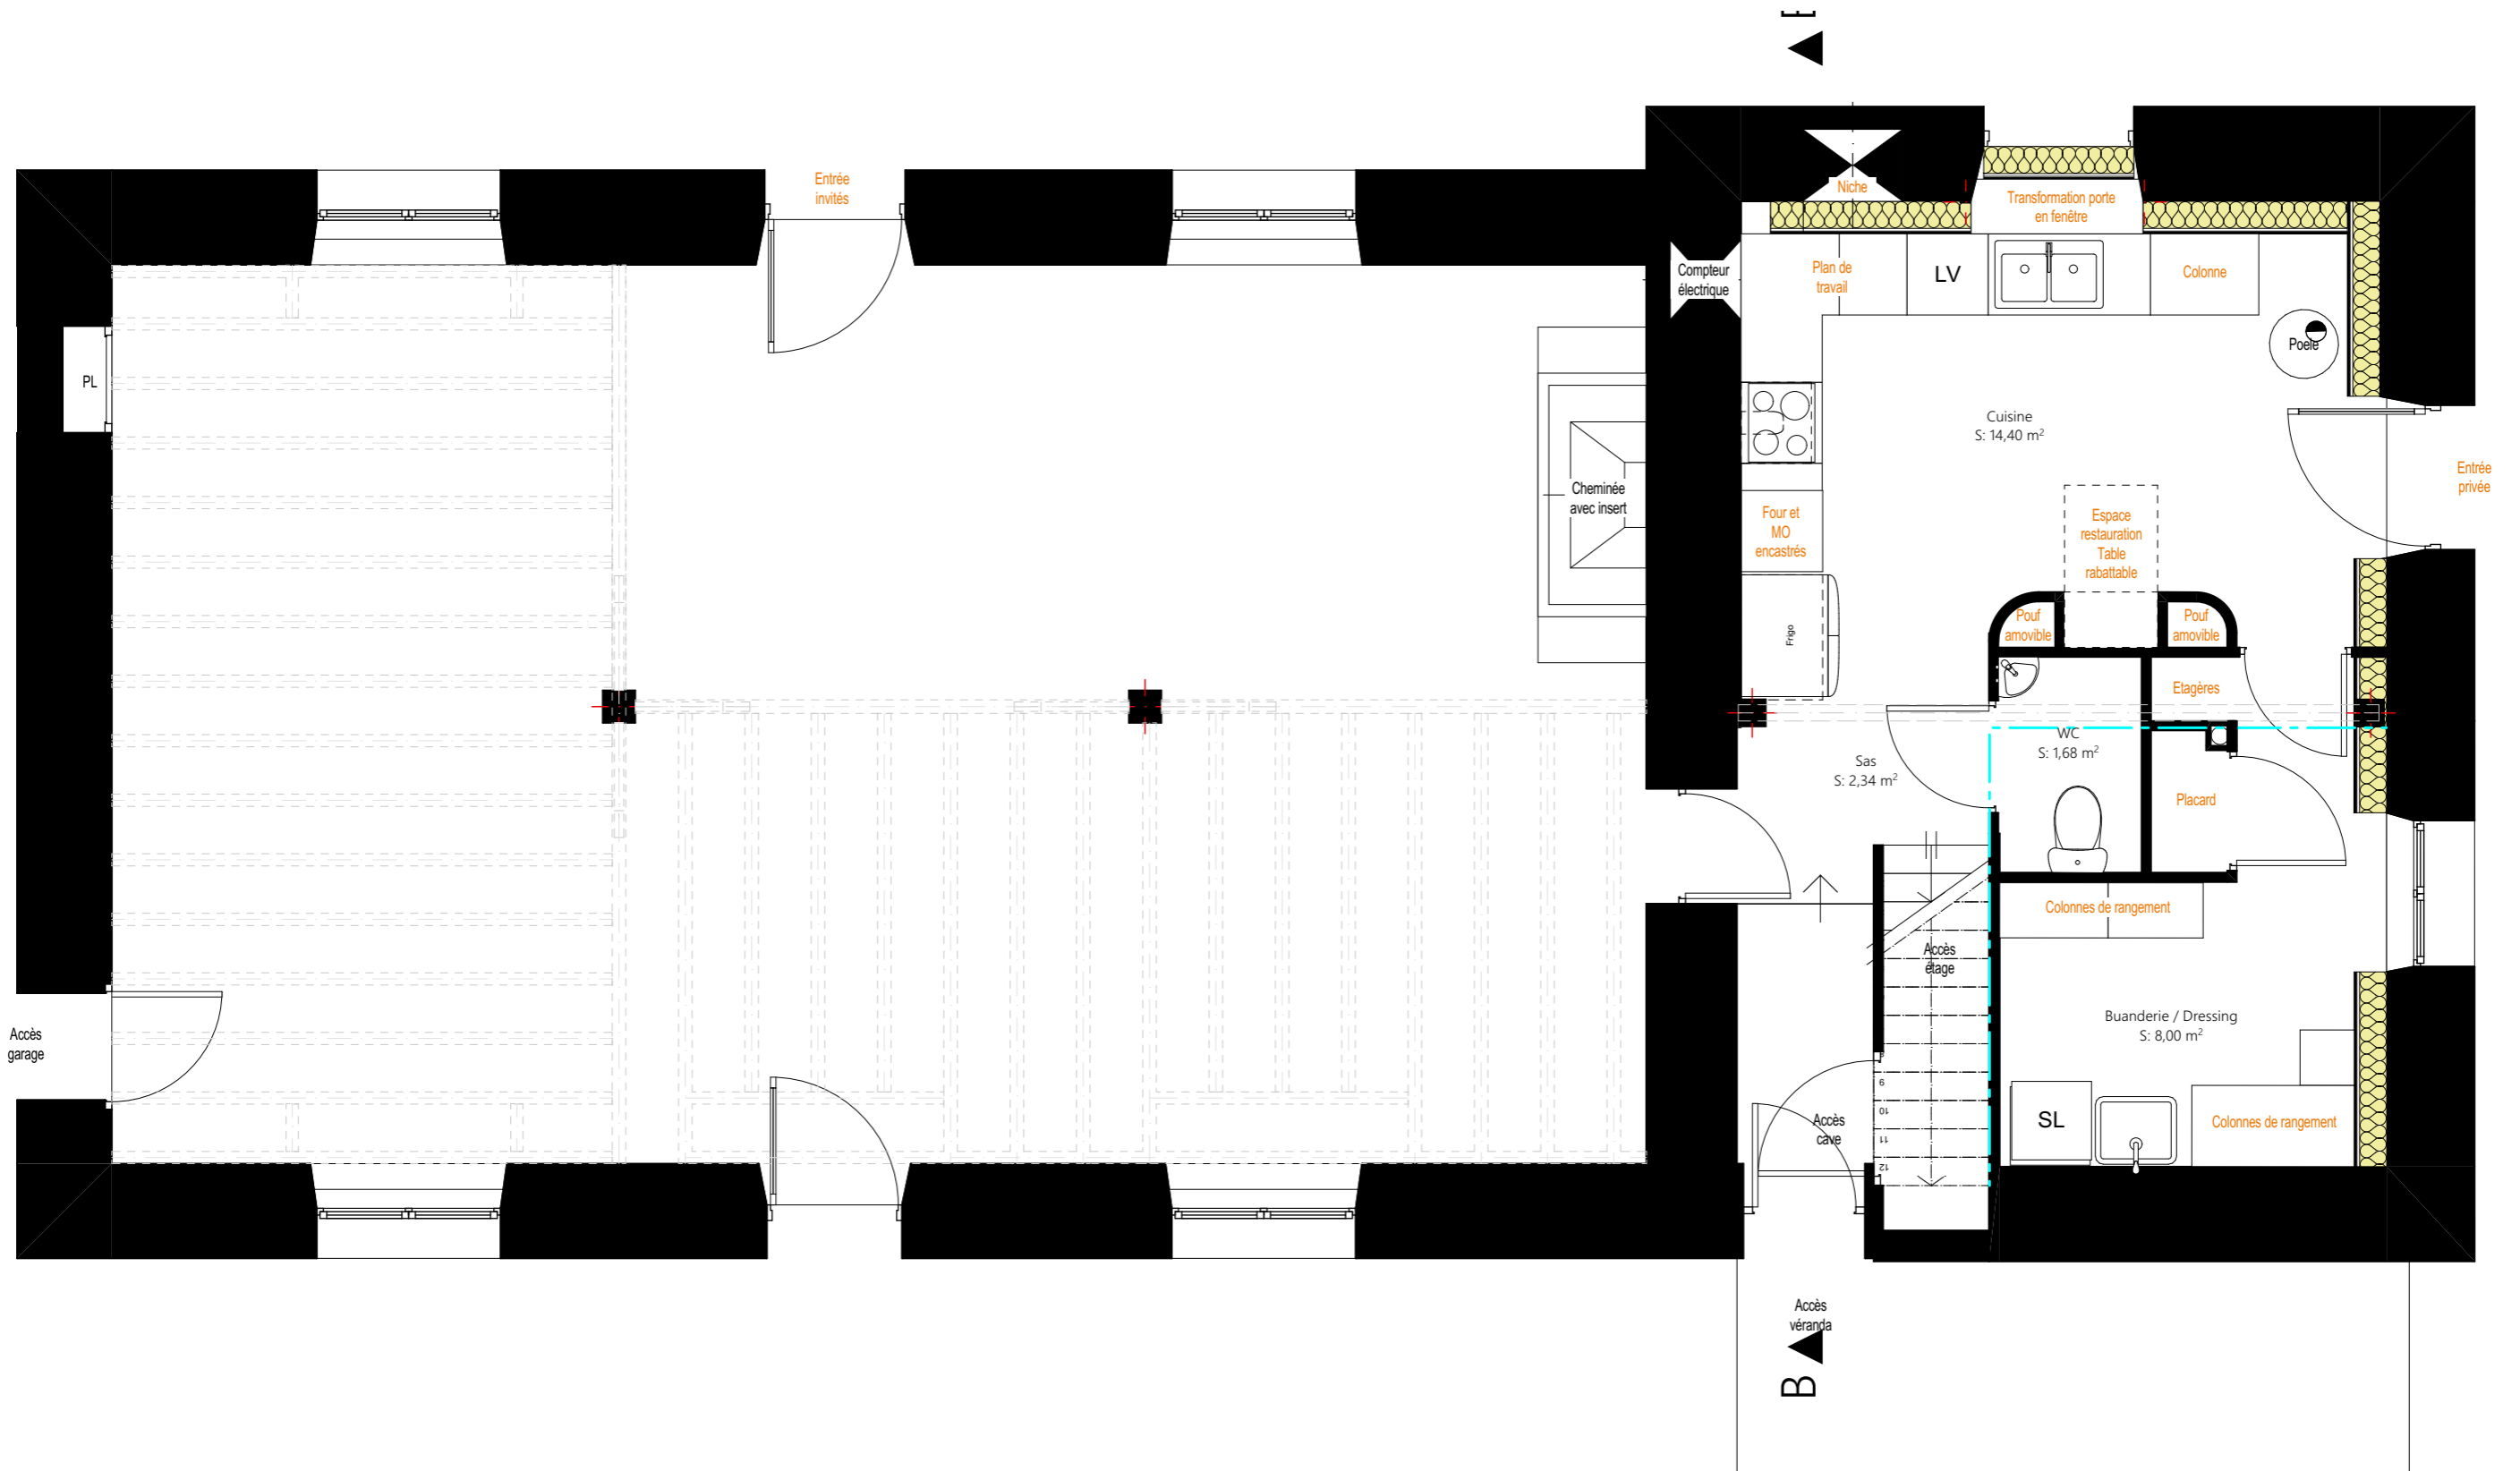 Entrée
invités
Niche
Transformation porte
en fenêtre
Compteur
électrique
Plan de
travail
LV
Colonne
Poele
PL
Cuisine
S: 14,40 m²
Entrée
privée
Cheminée
avec insert
Four et
MO
encastrés
Espace
restauration
Table
rabattable
Frigo
Pouf
amovible
Pouf
amovible
Etagères
WC
S: 1,68 m²
Sas
S: 2,34 m²
Placard
Colonnes de rangement
Accès
étage
Accès
garage
Buanderie / Dressing
S: 8,00 m²
9
10
11
12
Accès
cave
SL
Colonnes de rangement
Accès
véranda
B